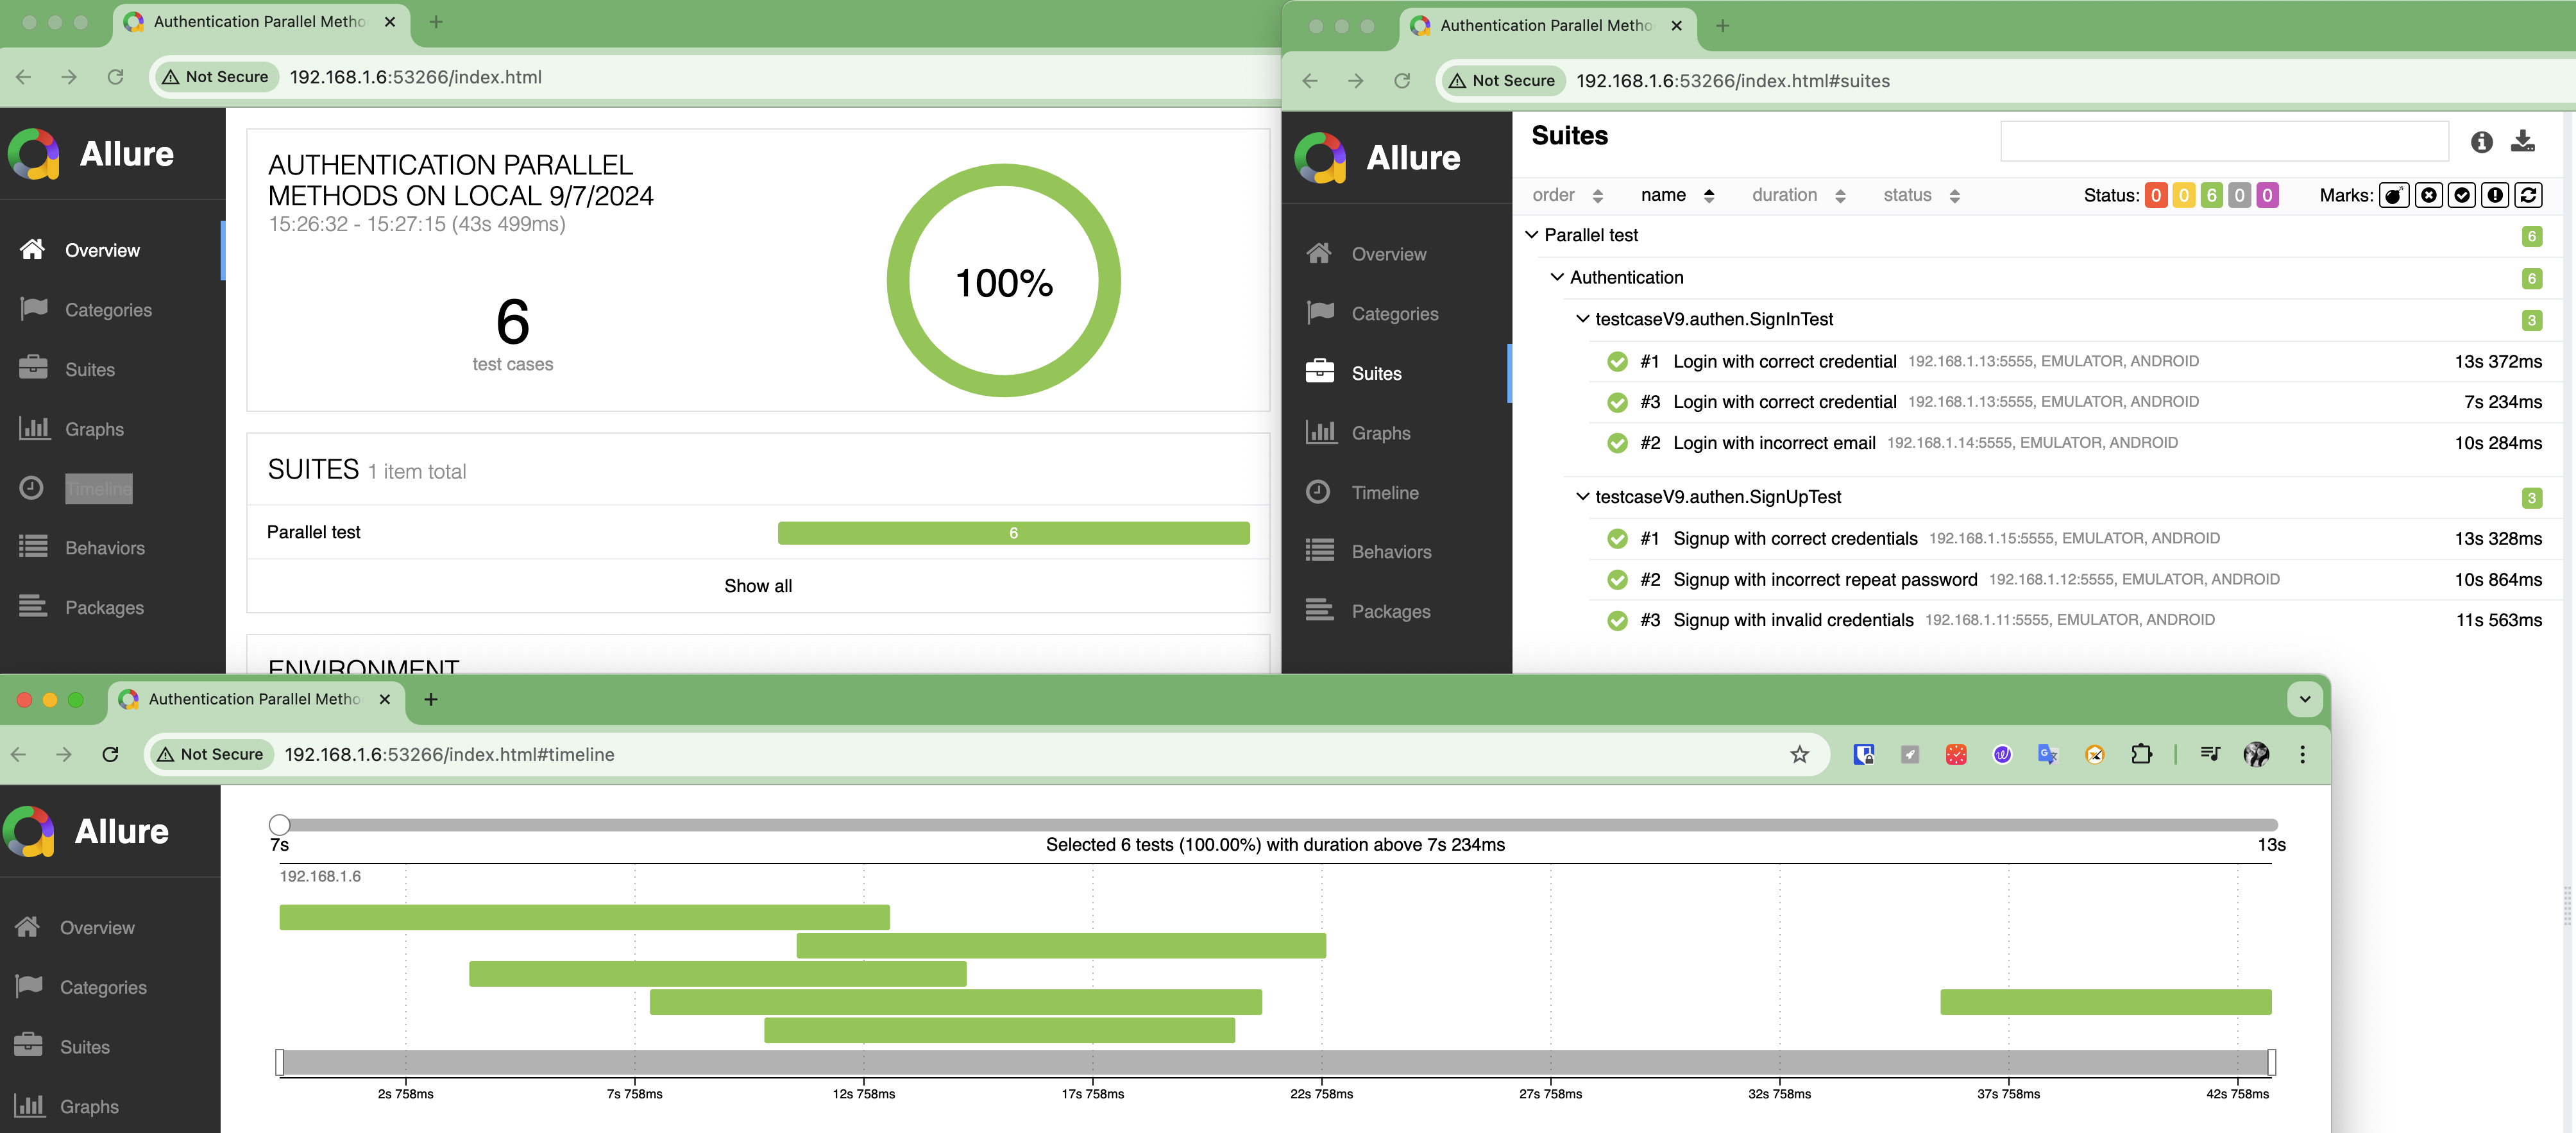 Authentication Parallel Metho
Not Secure 192.168.1.6:53266/index.html
Allure
Overview
Categories
Suites
Graphs
Timeline
Behaviors
Packages
AUTHENTICATION PARALLEL
METHODS ON LOCAL 9/7/2024
15:26:32 - 15:27:15 (43s 499ms)
6
test cases
100%
SUITES 1 item total
Parallel test 6
Show all
ENVIRONMENT
Authentication Parallel Metho
Not Secure 192.168.1.6:53266/index.html#suites
Allure
Overview
Categories
Suites
Graphs
Timeline
Behaviors
Packages
Suites
order name duration status Status: 0 0 6 0 0 Marks:
Parallel test 6
Authentication 6
testcaseV9.authen.SignInTest 3
#1 Login with correct credential 192.168.1.13:5555, EMULATOR, ANDROID 13s 372ms
#3 Login with correct credential 192.168.1.13:5555, EMULATOR, ANDROID 7s 234ms
#2 Login with incorrect email 192.168.1.14:5555, EMULATOR, ANDROID 10s 284ms
testcaseV9.authen.SignUpTest 3
#1 Signup with correct credentials 192.168.1.15:5555, EMULATOR, ANDROID 13s 328ms
#2 Signup with incorrect repeat password 192.168.1.12:5555, EMULATOR, ANDROID 10s 864ms
#3 Signup with invalid credentials 192.168.1.11:5555, EMULATOR, ANDROID 11s 563ms
Authentication Parallel Metho
Not Secure 192.168.1.6:53266/index.html#timeline
Allure
Overview
Categories
Suites
Graphs
7s Selected 6 tests (100.00%) with duration above 7s 234ms 13s
192.168.1.6
2s 758ms 7s 758ms 12s 758ms 17s 758ms 22s 758ms 27s 758ms 32s 758ms 37s 758ms 42s 758ms